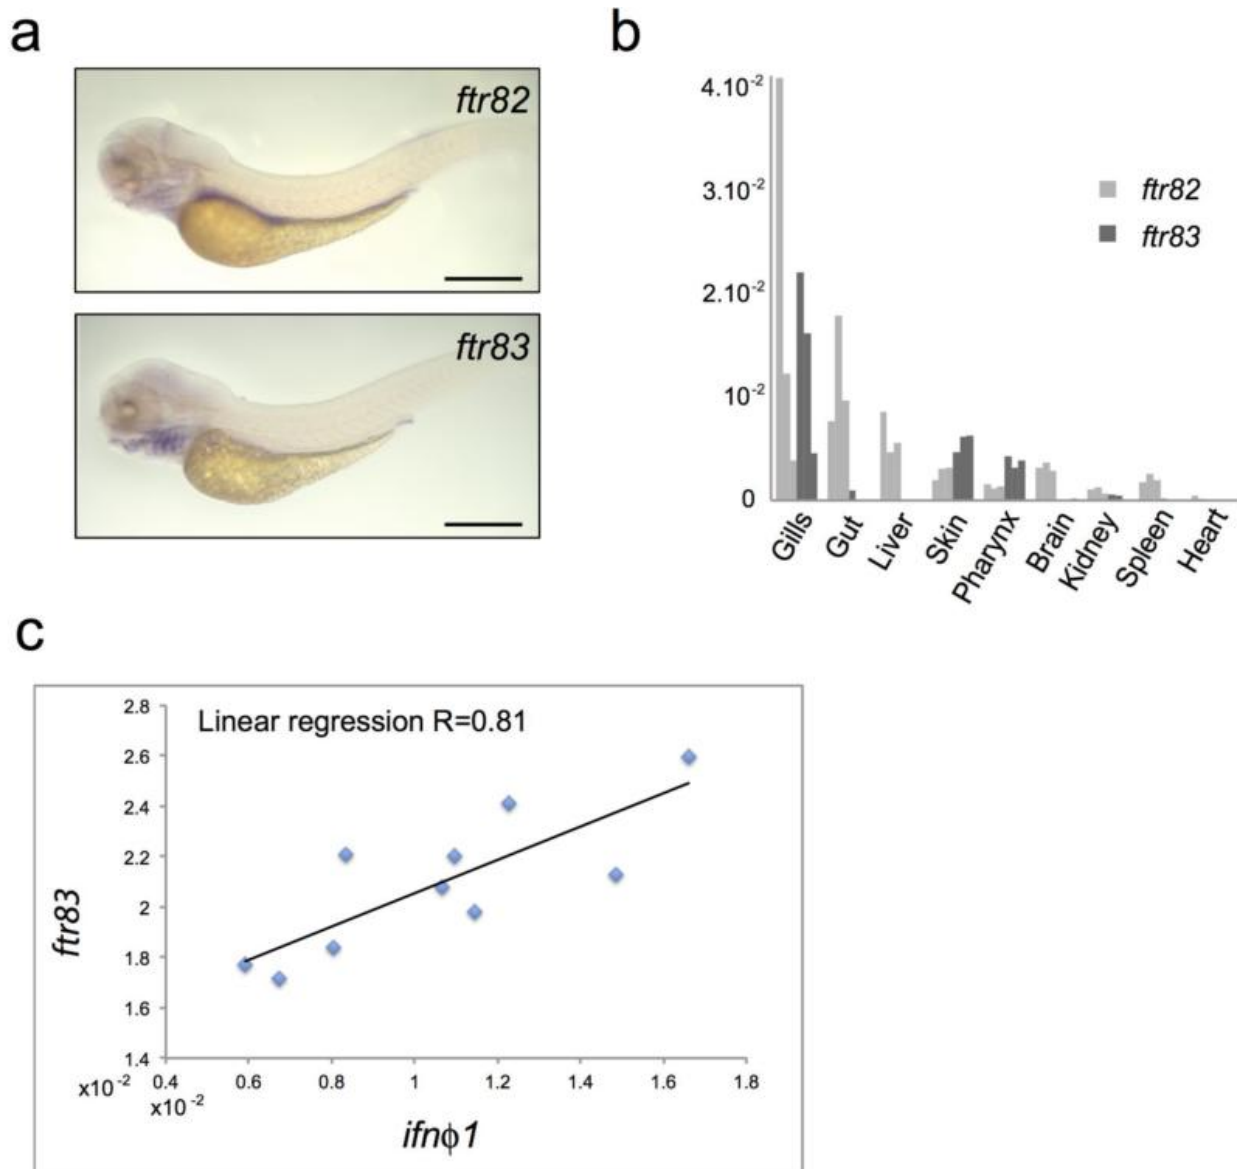 a
ftr82
ftr83
b
4.10-2
3.10-2
2.10-2
10-2
0
ftr82
ftr83
Gills
Gut
Liver
Skin
Pharynx
Brain
Kidney
Spleen
Heart
c
Linear regression R=0.81
2.8
2.6
2.4
2.2
2
1.8
1.6
1.4
ftr83
x10-2
0.4 0.6 0.8 1 1.2 1.4 1.6 1.8
x10-2
ifnϕ1